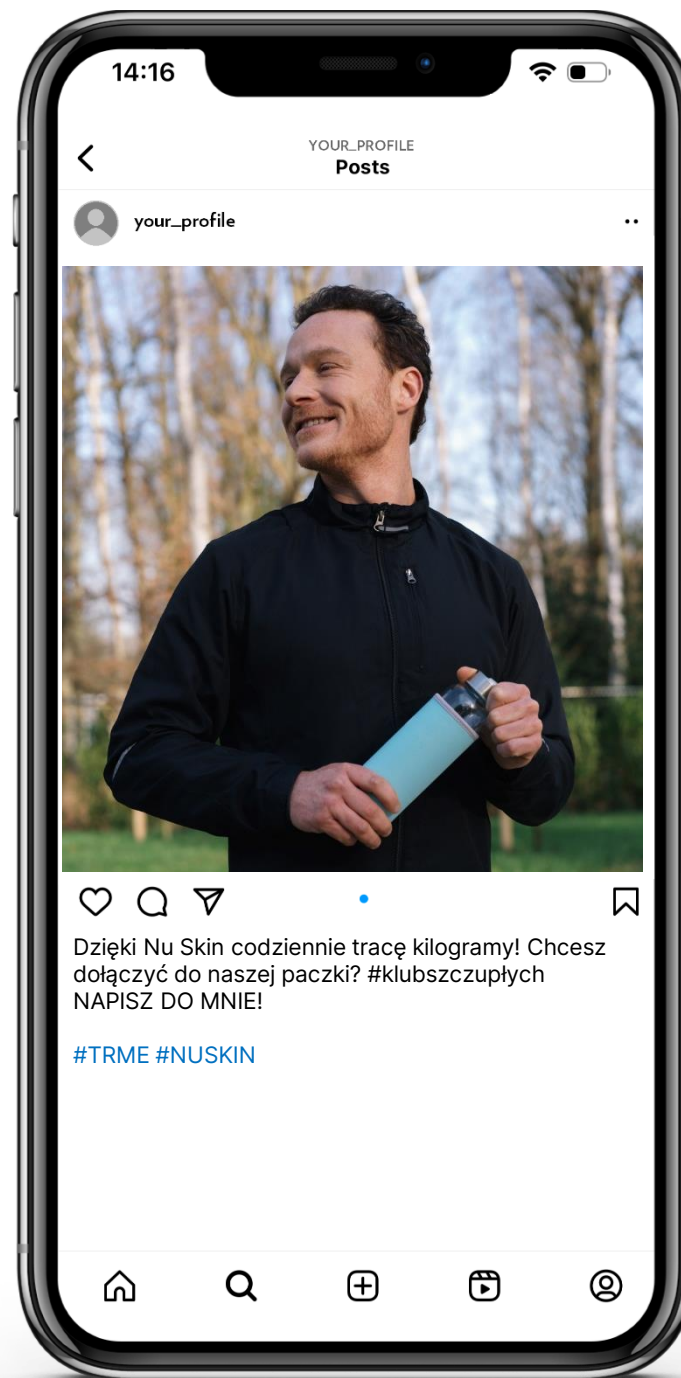 14:16
YOUR_PROFILE
Posts
your_profile
Dzięki Nu Skin codziennie tracę kilogramy! Chcesz
dołączyć do naszej paczki? #klubszczupłych
NAPISZ DO MNIE!
#TRME #NUSKIN